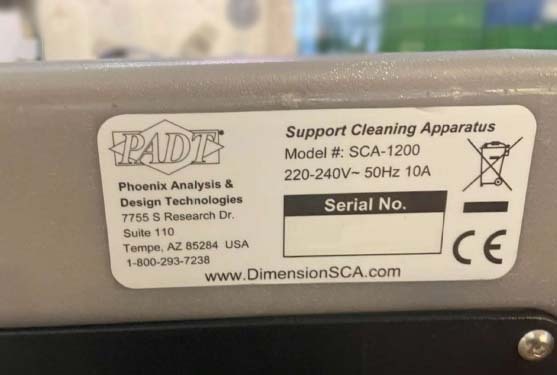 PADT
Phoenix Analysis &
Design Technologies
7755 S Research Dr.
Suite 110
Tempe, AZ 85284 USA
1-800-293-7238
Support Cleaning Apparatus
Model #: SCA-1200
220-240V~ 50Hz 10A
Serial No.
CE
www.DimensionSCA.com